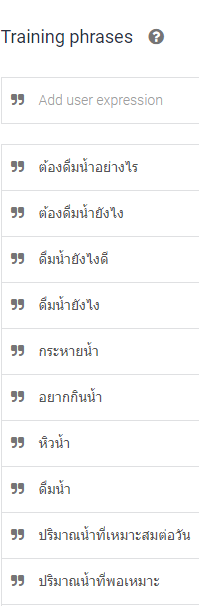 Training phrases
Add user expression
ต้องดื่มน้ำอย่างไร
ต้องดื่มน้ำยังไง
ดื่มน้ำยังไงดี
ดื่มน้ำยังไง
กระหายน้ำ
อยากกินน้ำ
หิวน้ำ
ดื่มน้ำ
ปริมาณน้ำที่เหมาะสมต่อวัน
ปริมาณน้ำที่พอเหมาะ